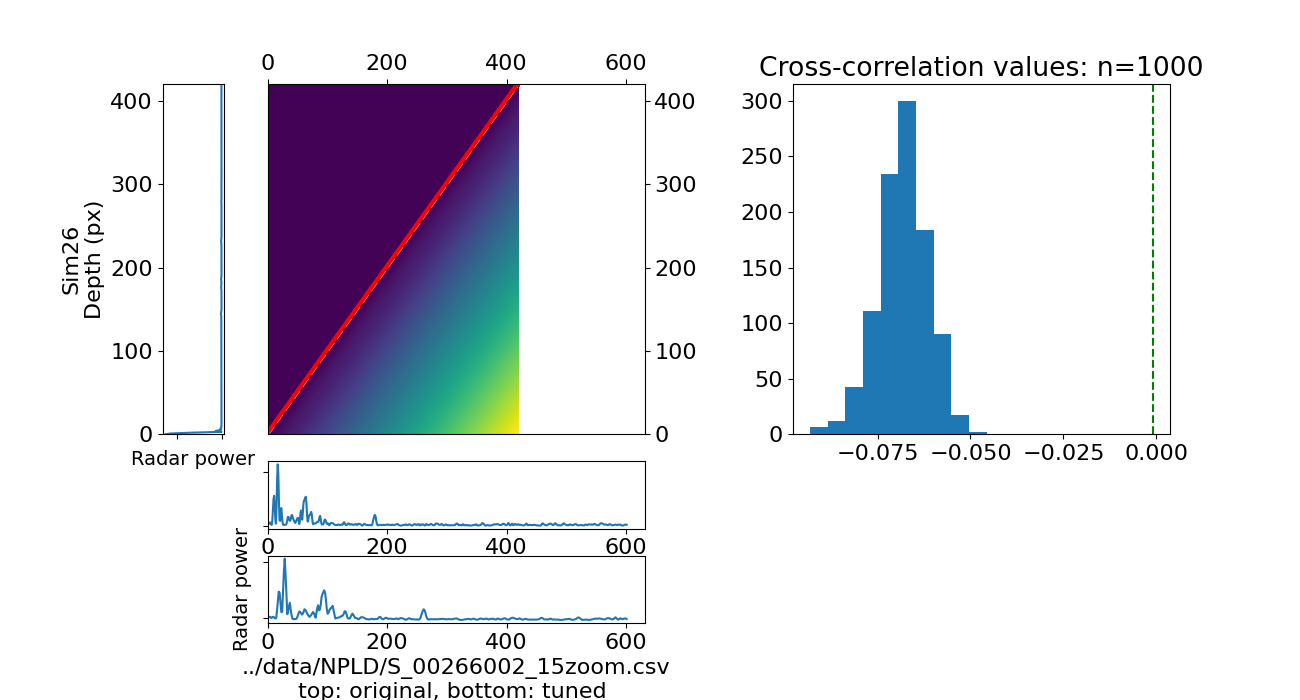 0 200 400 600
Cross-correlation values: n=1000
400
300
200
100
0
Sim26
Depth (px)
Radar power
400
300
200
100
0
300
250
200
150
100
50
0
−0.075 −0.050 −0.025 0.000
0 200 400 600
Radar power
0 200 400 600
../data/NPLD/S_00266002_15zoom.csv
top: original, bottom: tuned